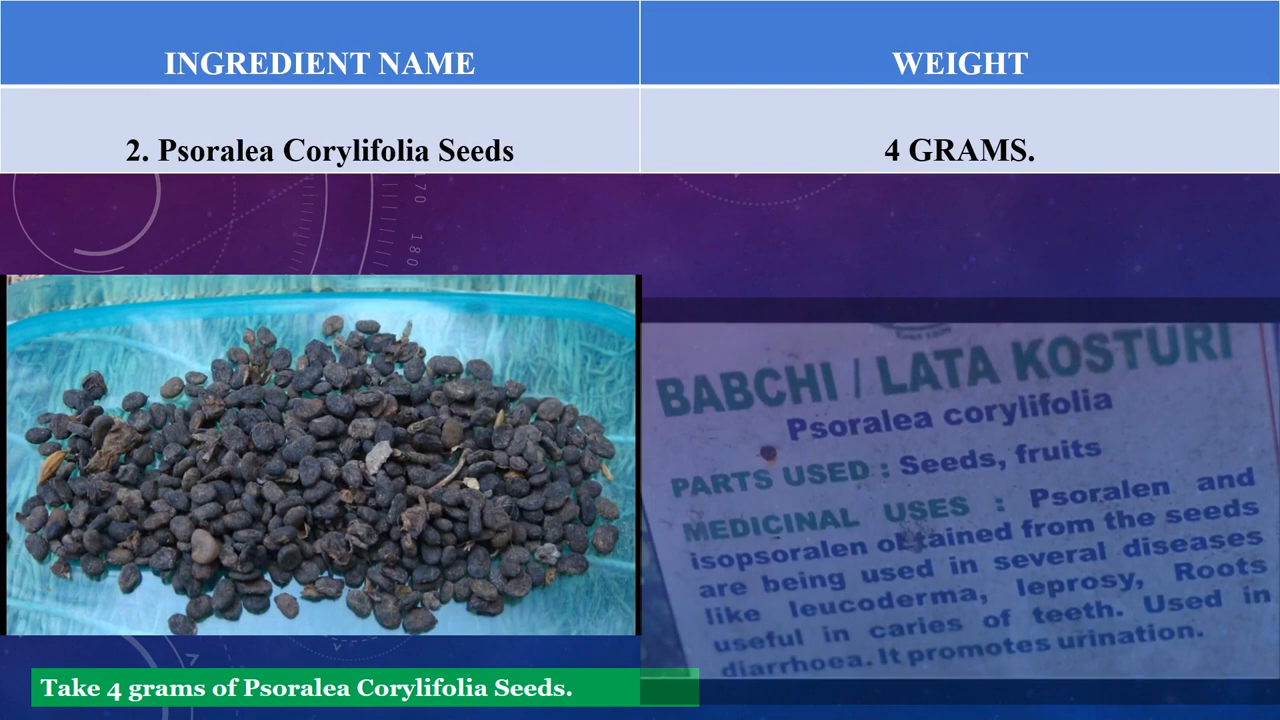 INGREDIENT NAME
WEIGHT
2. Psoralea Corylifolia Seeds
4 GRAMS.
170
180
BABCHI / LATA KOSTURI
Psoralea corylifolia
PARTS USED : Seeds, fruits
MEDICINAL USES : Psoralen and
isopsoralen obtained from the seeds
are being used in several diseases
like leucoderma, leprosy, Roots
useful in caries of teeth. Used in
diarrhoea. It promotes urination.
Take 4 grams of Psoralea Corylifolia Seeds.